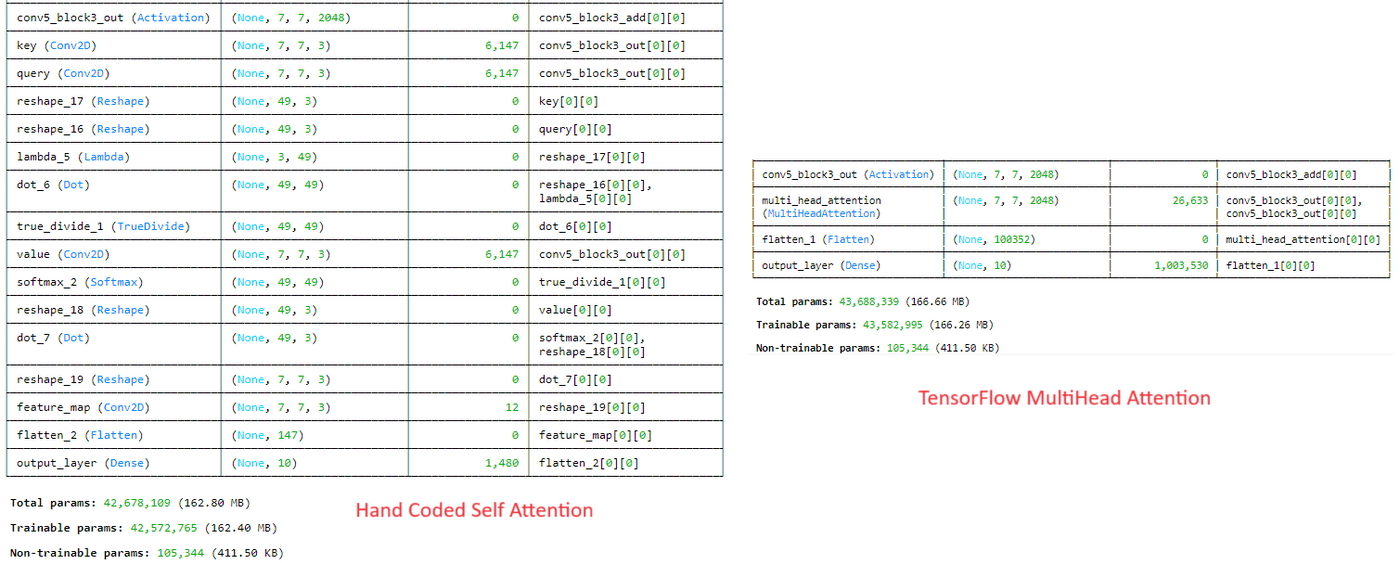 conv5_block3_out (Activation) (None, 7, 7, 2048) 0 conv5_block3_add[0][0]
key (Conv2D) (None, 7, 7, 3) 6,147 conv5_block3_out[0][0]
query (Conv2D) (None, 7, 7, 3) 6,147 conv5_block3_out[0][0]
reshape_17 (Reshape) (None, 49, 3) 0 key[0][0]
reshape_16 (Reshape) (None, 49, 3) 0 query[0][0]
lambda_5 (Lambda) (None, 3, 49) 0 reshape_17[0][0]
dot_6 (Dot) (None, 49, 49) 0 reshape_16[0][0],
lambda_5[0][0]
true_divide_1 (TrueDivide) (None, 49, 49) 0 dot_6[0][0]
value (Conv2D) (None, 7, 7, 3) 6,147 conv5_block3_out[0][0]
softmax_2 (Softmax) (None, 49, 49) 0 true_divide_1[0][0]
reshape_18 (Reshape) (None, 49, 3) 0 value[0][0]
dot_7 (Dot) (None, 49, 3) 0 softmax_2[0][0],
reshape_18[0][0]
reshape_19 (Reshape) (None, 7, 7, 3) 0 dot_7[0][0]
feature_map (Conv2D) (None, 7, 7, 3) 12 reshape_19[0][0]
flatten_2 (Flatten) (None, 147) 0 feature_map[0][0]
output_layer (Dense) (None, 10) 1,480 flatten_2[0][0]
Total params: 42,678,109 (162.80 MB)
Trainable params: 42,572,765 (162.40 MB)
Non-trainable params: 105,344 (411.50 KB)
Hand Coded Self Attention
conv5_block3_out (Activation) (None, 7, 7, 2048) 0 conv5_block3_add[0][0]
multi_head_attention (None, 7, 7, 2048) 26,633 conv5_block3_out[0][0],
(MultiHeadAttention) conv5_block3_out[0][0]
flatten_1 (Flatten) (None, 100352) 0 multi_head_attention[0][0]
output_layer (Dense) (None, 10) 1,003,530 flatten_1[0][0]
Total params: 43,688,339 (166.66 MB)
Trainable params: 43,582,995 (166.26 MB)
Non-trainable params: 105,344 (411.50 KB)
TensorFlow MultiHead Attention